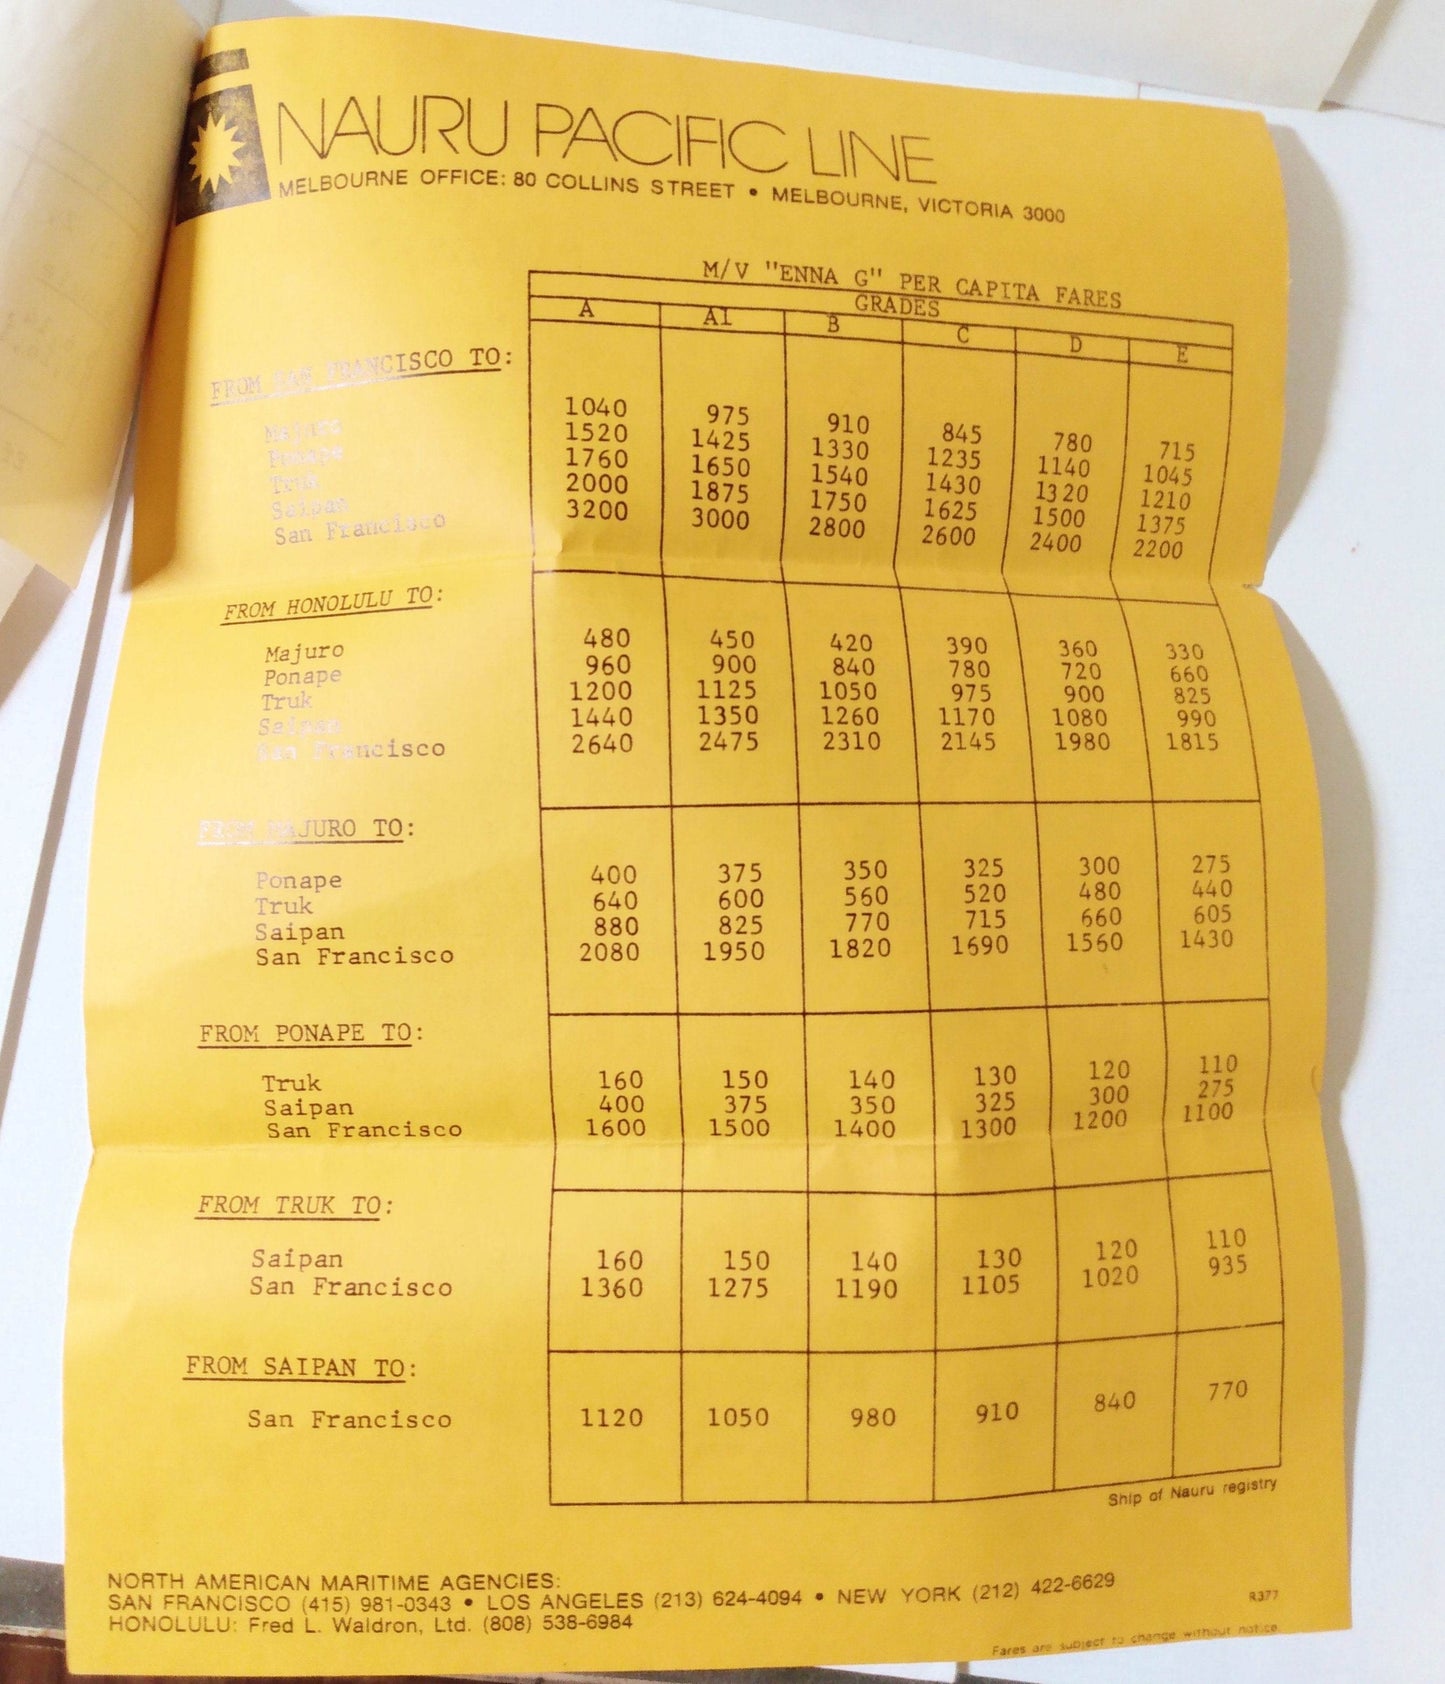 NAURU PACIFIC LINE
MELBOURNE OFFICE: 80 COLLINS STREET • MELBOURNE, VICTORIA 3000
M/V "ENNA G" PER CAPITA FARES
GRADES
A A1 B C D E
FROM SAN FRANCISCO TO:
Majuro 1040 975 910 845 780 715
Ponape 1520 1425 1330 1235 1140 1045
Truk 1760 1650 1540 1430 1320 1210
Saipan 2000 1875 1750 1625 1500 1375
San Francisco 3200 3000 2800 2600 2400 2200
FROM HONOLULU TO:
Majuro 480 450 420 390 360 330
Ponape 960 900 840 780 720 660
Truk 1200 1125 1050 975 900 825
Saipan 1440 1350 1260 1170 1080 990
San Francisco 2640 2475 2310 2145 1980 1815
FROM MAJURO TO:
Ponape 400 375 350 325 300 275
Truk 640 600 560 520 480 440
Saipan 880 825 770 715 660 605
San Francisco 2080 1950 1820 1690 1560 1430
FROM PONAPE TO:
Truk 160 150 140 130 120 110
Saipan 400 375 350 325 300 275
San Francisco 1600 1500 1400 1300 1200 1100
FROM TRUK TO:
Saipan 160 150 140 130 120 110
San Francisco 1360 1275 1190 1105 1020 935
FROM SAIPAN TO:
San Francisco 1120 1050 980 910 840 770
Ship of Nauru registry
NORTH AMERICAN MARITIME AGENCIES:
SAN FRANCISCO (415) 981-0343 • LOS ANGELES (213) 624-4094 • NEW YORK (212) 422-6629
HONOLULU: Fred L. Waldron, Ltd. (808) 538-6984
R377
Fares are subject to change without notice.